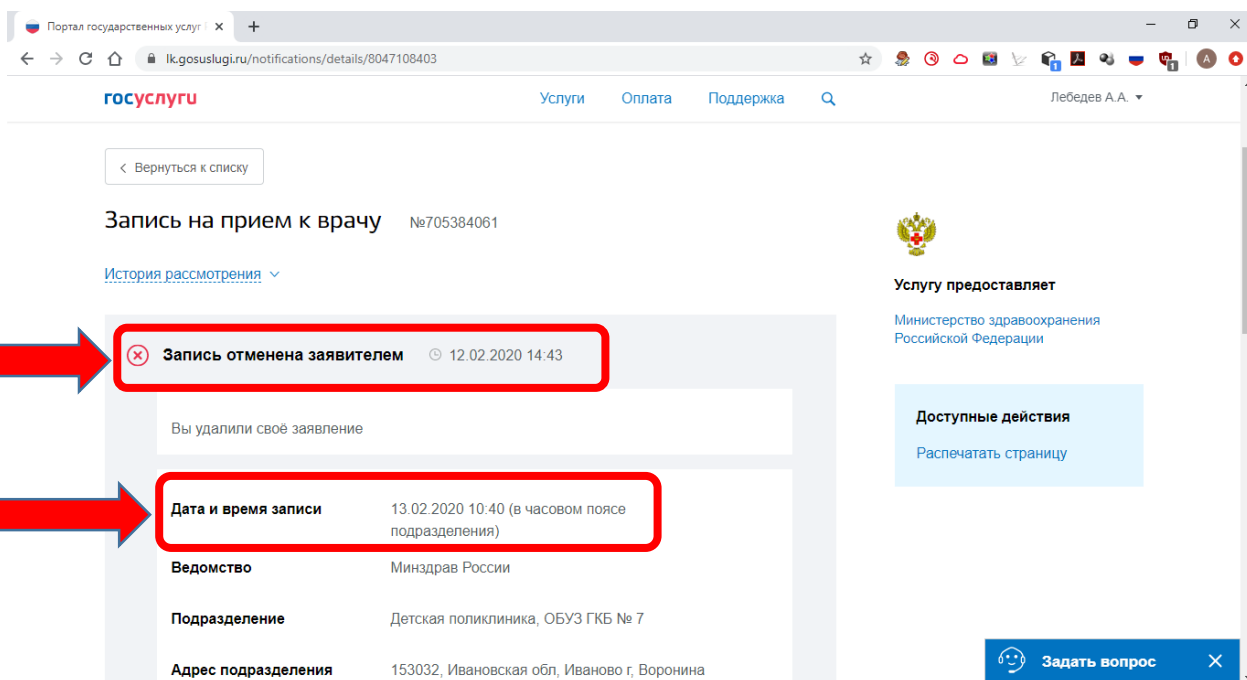 Портал государственных услуг
lk.gosuslugi.ru/notifications/details/8047108403
1
1
A
госуслуги
Услуги Оплата Поддержка
Лебедев А.А.
Вернуться к списку
Запись на прием к врачу №705384061
История рассмотрения
Услугу предоставляет
Министерство здравоохранения
Российской Федерации
Запись отменена заявителем 12.02.2020 14:43
Доступные действия
Вы удалили своё заявление
Распечатать страницу
Дата и время записи 13.02.2020 10:40 (в часовом поясе
подразделения)
Ведомство Минздрав России
Подразделение Детская поликлиника, ОБУЗ ГКБ № 7
Адрес подразделения 153032, Ивановская обл, Иваново г, Воронина
Задать вопрос